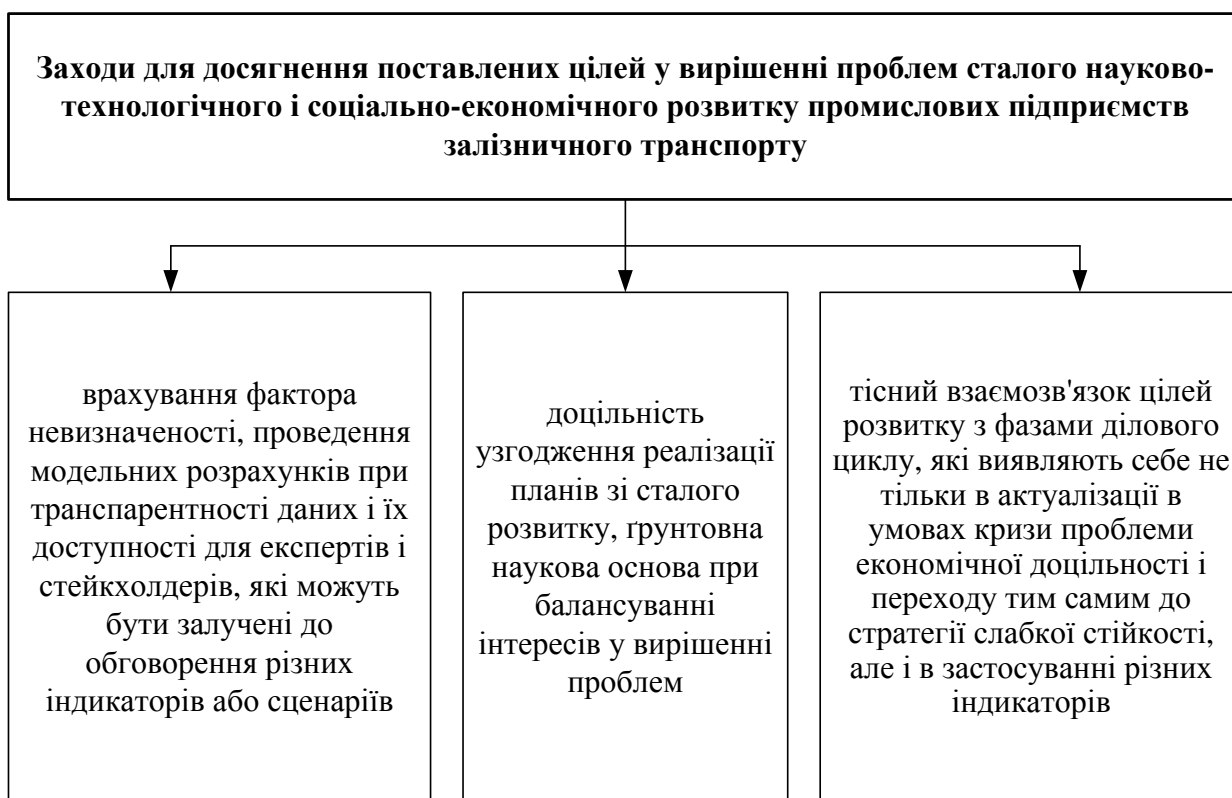 Заходи для досягнення поставлених цілей у вирішенні проблем сталого науково-
технологічного і соціально-економічного розвитку промислових підприємств
залізничного транспорту
врахування фактора
невизначеності, проведення
модельних розрахунків при
транспарентності даних і їх
доступності для експертів і
стейкхолдерів, які можуть
бути залучені до
обговорення різних
індикаторів або сценаріїв
доцільність
узгодження реалізації
планів зі сталого
розвитку, ґрунтовна
наукова основа при
балансуванні
інтересів у вирішенні
проблем
тісний взаємозв'язок цілей
розвитку з фазами ділового
циклу, які виявляють себе не
тільки в актуалізації в
умовах кризи проблеми
економічної доцільності і
переходу тим самим до
стратегії слабкої стійкості,
але і в застосуванні різних
індикаторів